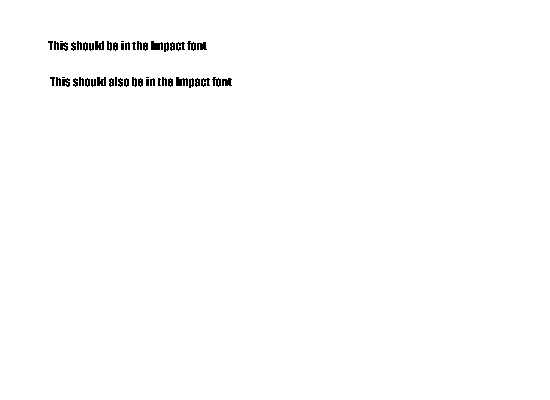 This should be in the Impact font
This should also be in the Impact font